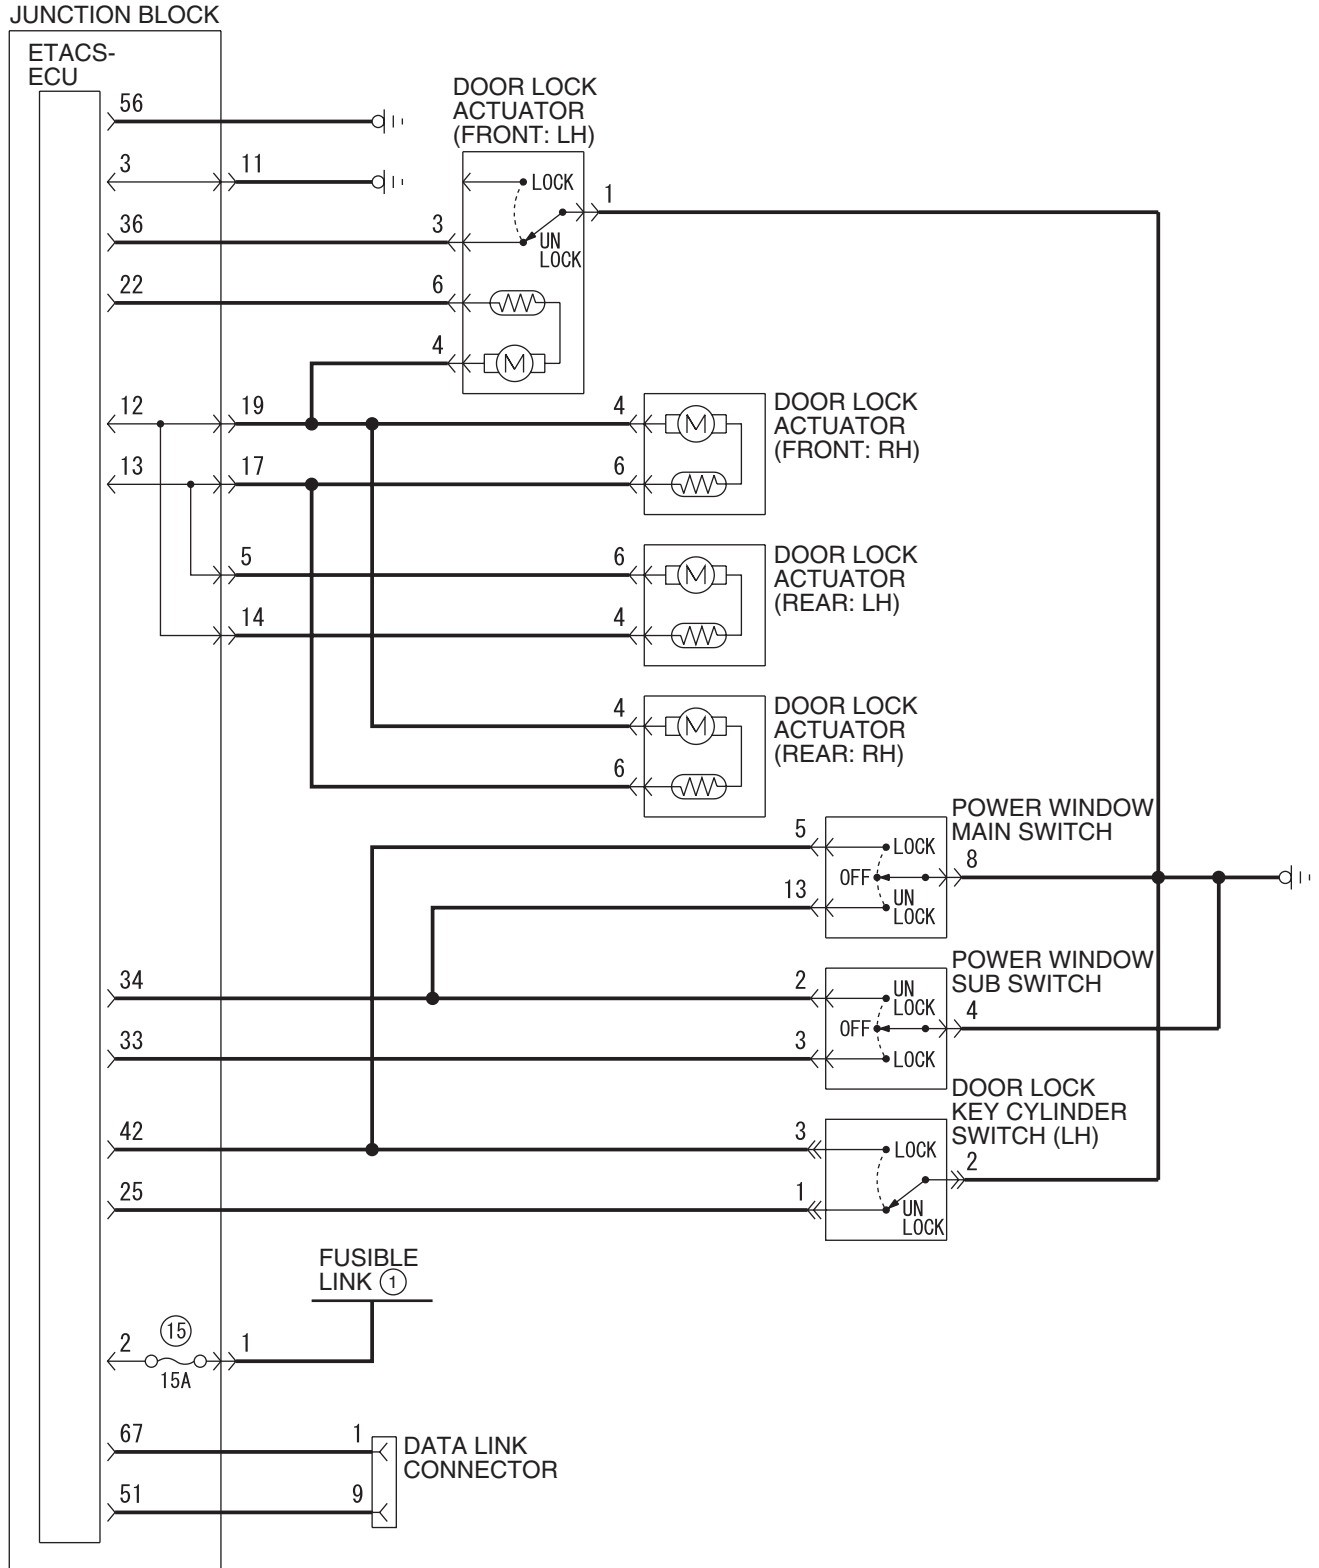 JUNCTION BLOCK
ETACS-
ECU
56
3
11
36
22
DOOR LOCK
ACTUATOR
(FRONT: LH)
LOCK
1
3
UN
LOCK
6
4
M
12
19
4
M
DOOR LOCK
ACTUATOR
(FRONT: RH)
13
17
6
5
6
M
DOOR LOCK
ACTUATOR
(REAR: LH)
14
4
4
M
DOOR LOCK
ACTUATOR
(REAR: RH)
6
POWER WINDOW
MAIN SWITCH
5
LOCK
8
OFF
13
UN
LOCK
34
POWER WINDOW
SUB SWITCH
2
UN
LOCK
4
OFF
33
3
LOCK
DOOR LOCK
KEY CYLINDER
SWITCH (LH)
42
3
LOCK
2
25
1
UN
LOCK
FUSIBLE
LINK 1
15
2
1
15A
67
1
DATA LINK
CONNECTOR
51
9